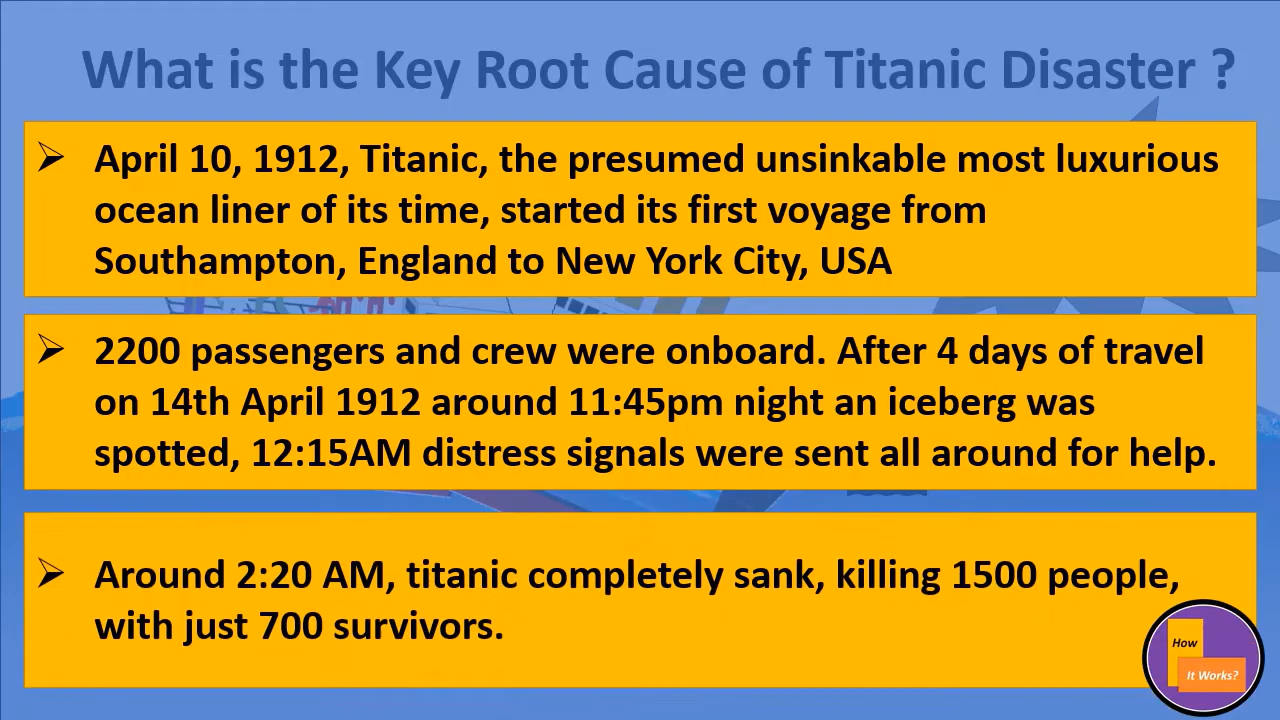 What is the Key Root Cause of Titanic Disaster ?
April 10, 1912, Titanic, the presumed unsinkable most luxurious
ocean liner of its time, started its first voyage from
Southampton, England to New York City, USA
2200 passengers and crew were onboard. After 4 days of travel
on 14th April 1912 around 11:45pm night an iceberg was
spotted, 12:15AM distress signals were sent all around for help.
Around 2:20 AM, titanic completely sank, killing 1500 people,
with just 700 survivors.
How
It Works?